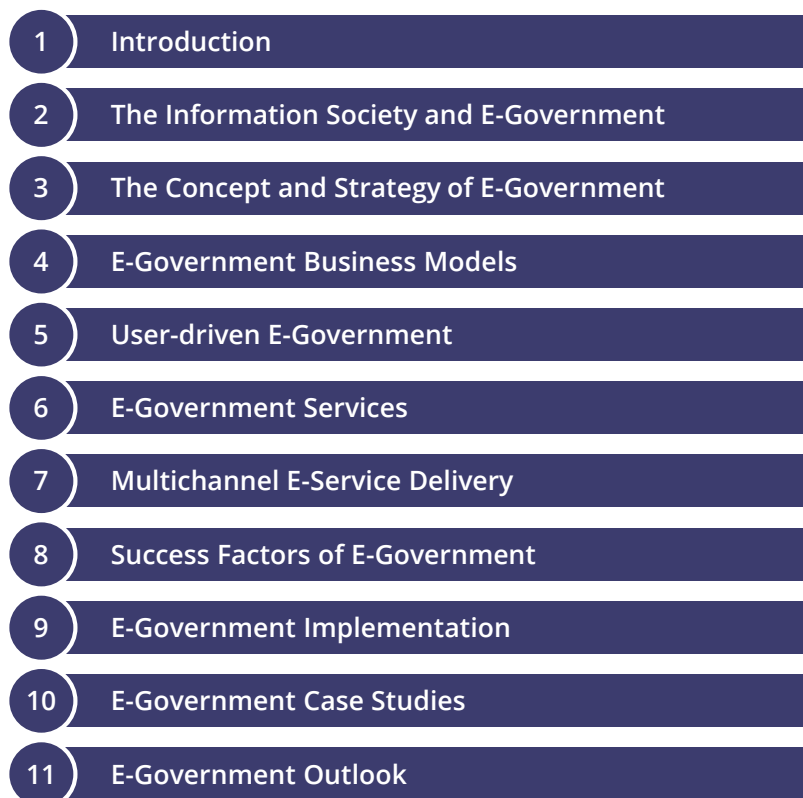 1 Introduction
2 The Information Society and E-Government
3 The Concept and Strategy of E-Government
4 E-Government Business Models
5 User-driven E-Government
6 E-Government Services
7 Multichannel E-Service Delivery
8 Success Factors of E-Government
9 E-Government Implementation
10 E-Government Case Studies
11 E-Government Outlook